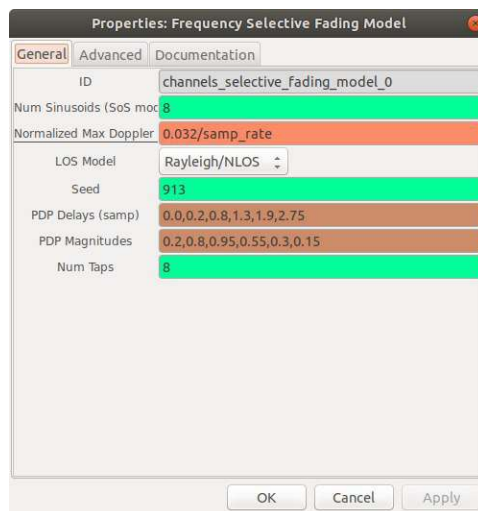 Properties: Frequency Selective Fading Model
General Advanced Documentation
ID channels_selective_fading_model_0
Num Sinusoids (SoS mod 8
Normalized Max Doppler 0.032/samp_rate
LOS Model Rayleigh/NLOS
Seed 913
PDP Delays (samp) 0.0,0.2,0.8,1.3,1.9,2.75
PDP Magnitudes 0.2,0.8,0.95,0.55,0.3,0.15
Num Taps 8
OK Cancel Apply